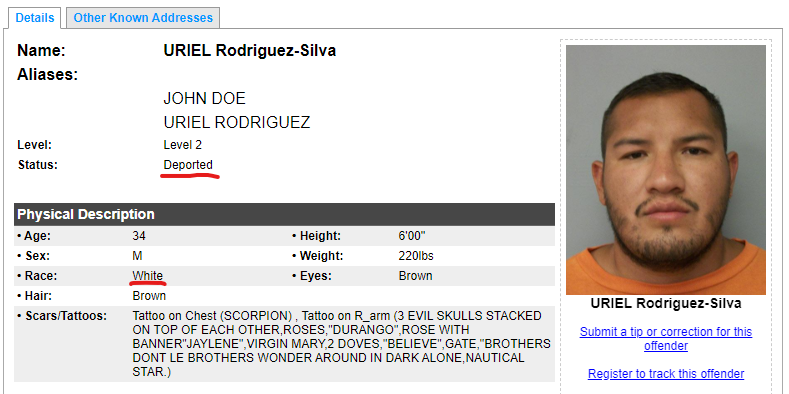 Details
Other Known Addresses
Name: URIEL Rodriguez-Silva
Aliases:
JOHN DOE
URIEL RODRIGUEZ
Level: Level 2
Status: Deported
Physical Description
• Age: 34 • Height: 6'00"
• Sex: M • Weight: 220lbs
• Race: White • Eyes: Brown
• Hair: Brown
• Scars/Tattoos: Tattoo on Chest (SCORPION) , Tattoo on R_arm (3 EVIL SKULLS STACKED
ON TOP OF EACH OTHER,ROSES,"DURANGO",ROSE WITH
BANNER"JAYLENE",VIRGIN MARY,2 DOVES,"BELIEVE",GATE,"BROTHERS
DONT LE BROTHERS WONDER AROUND IN DARK ALONE,NAUTICAL
STAR.)
URIEL Rodriguez-Silva
Submit a tip or correction for this
offender
Register to track this offender